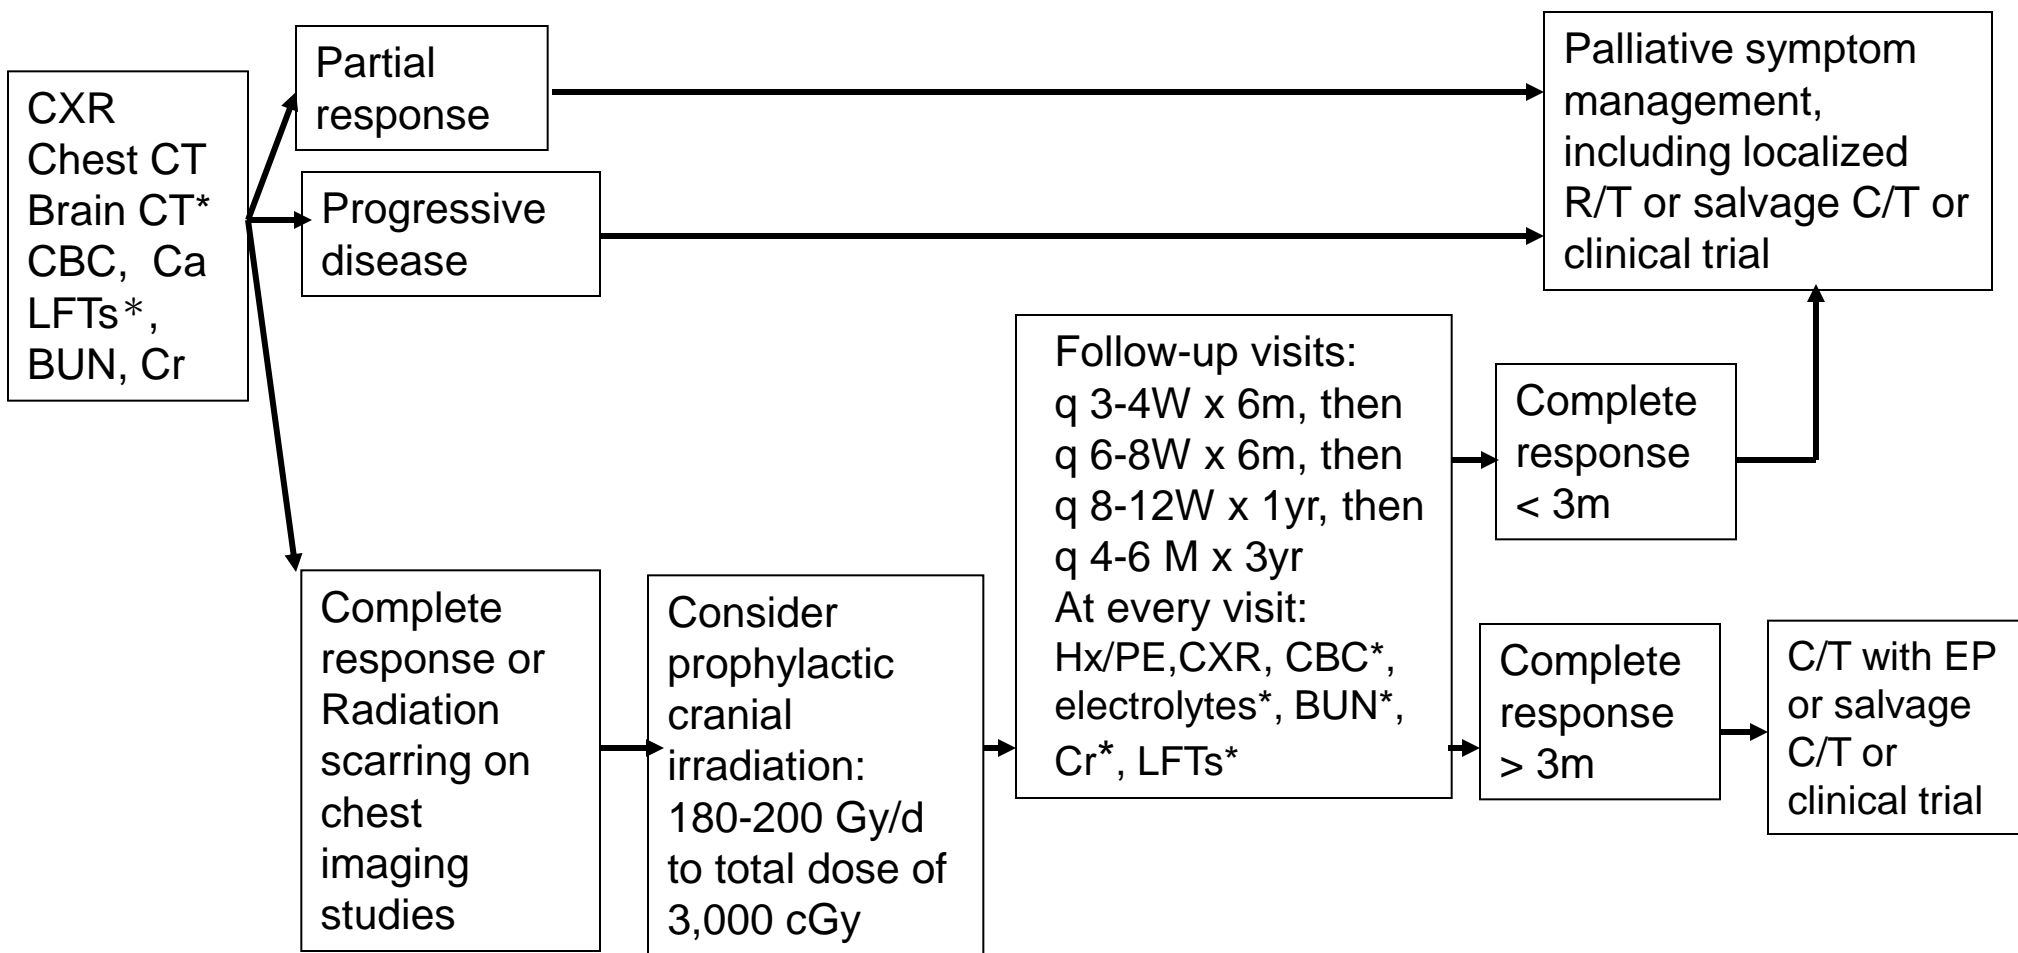 CXR
Chest CT
Brain CT*
CBC,  Ca
LFTs＊,
BUN, Cr
Partial
response
Progressive
disease
Complete
response or
Radiation
scarring on
chest
imaging
studies
Consider
prophylactic
cranial
irradiation:
180-200 Gy/d
to total dose of
3,000 cGy
Follow-up visits:
q 3-4W x 6m, then
q 6-8W x 6m, then
q 8-12W x 1yr, then
q 4-6 M x 3yr
At every visit:
Hx/PE,CXR, CBC*,
electrolytes*, BUN*,
Cr*, LFTs*
Complete
response
< 3m
Complete
response
> 3m
Palliative symptom
management,
including localized
R/T or salvage C/T or
clinical trial
C/T with EP
or salvage
C/T or
clinical trial